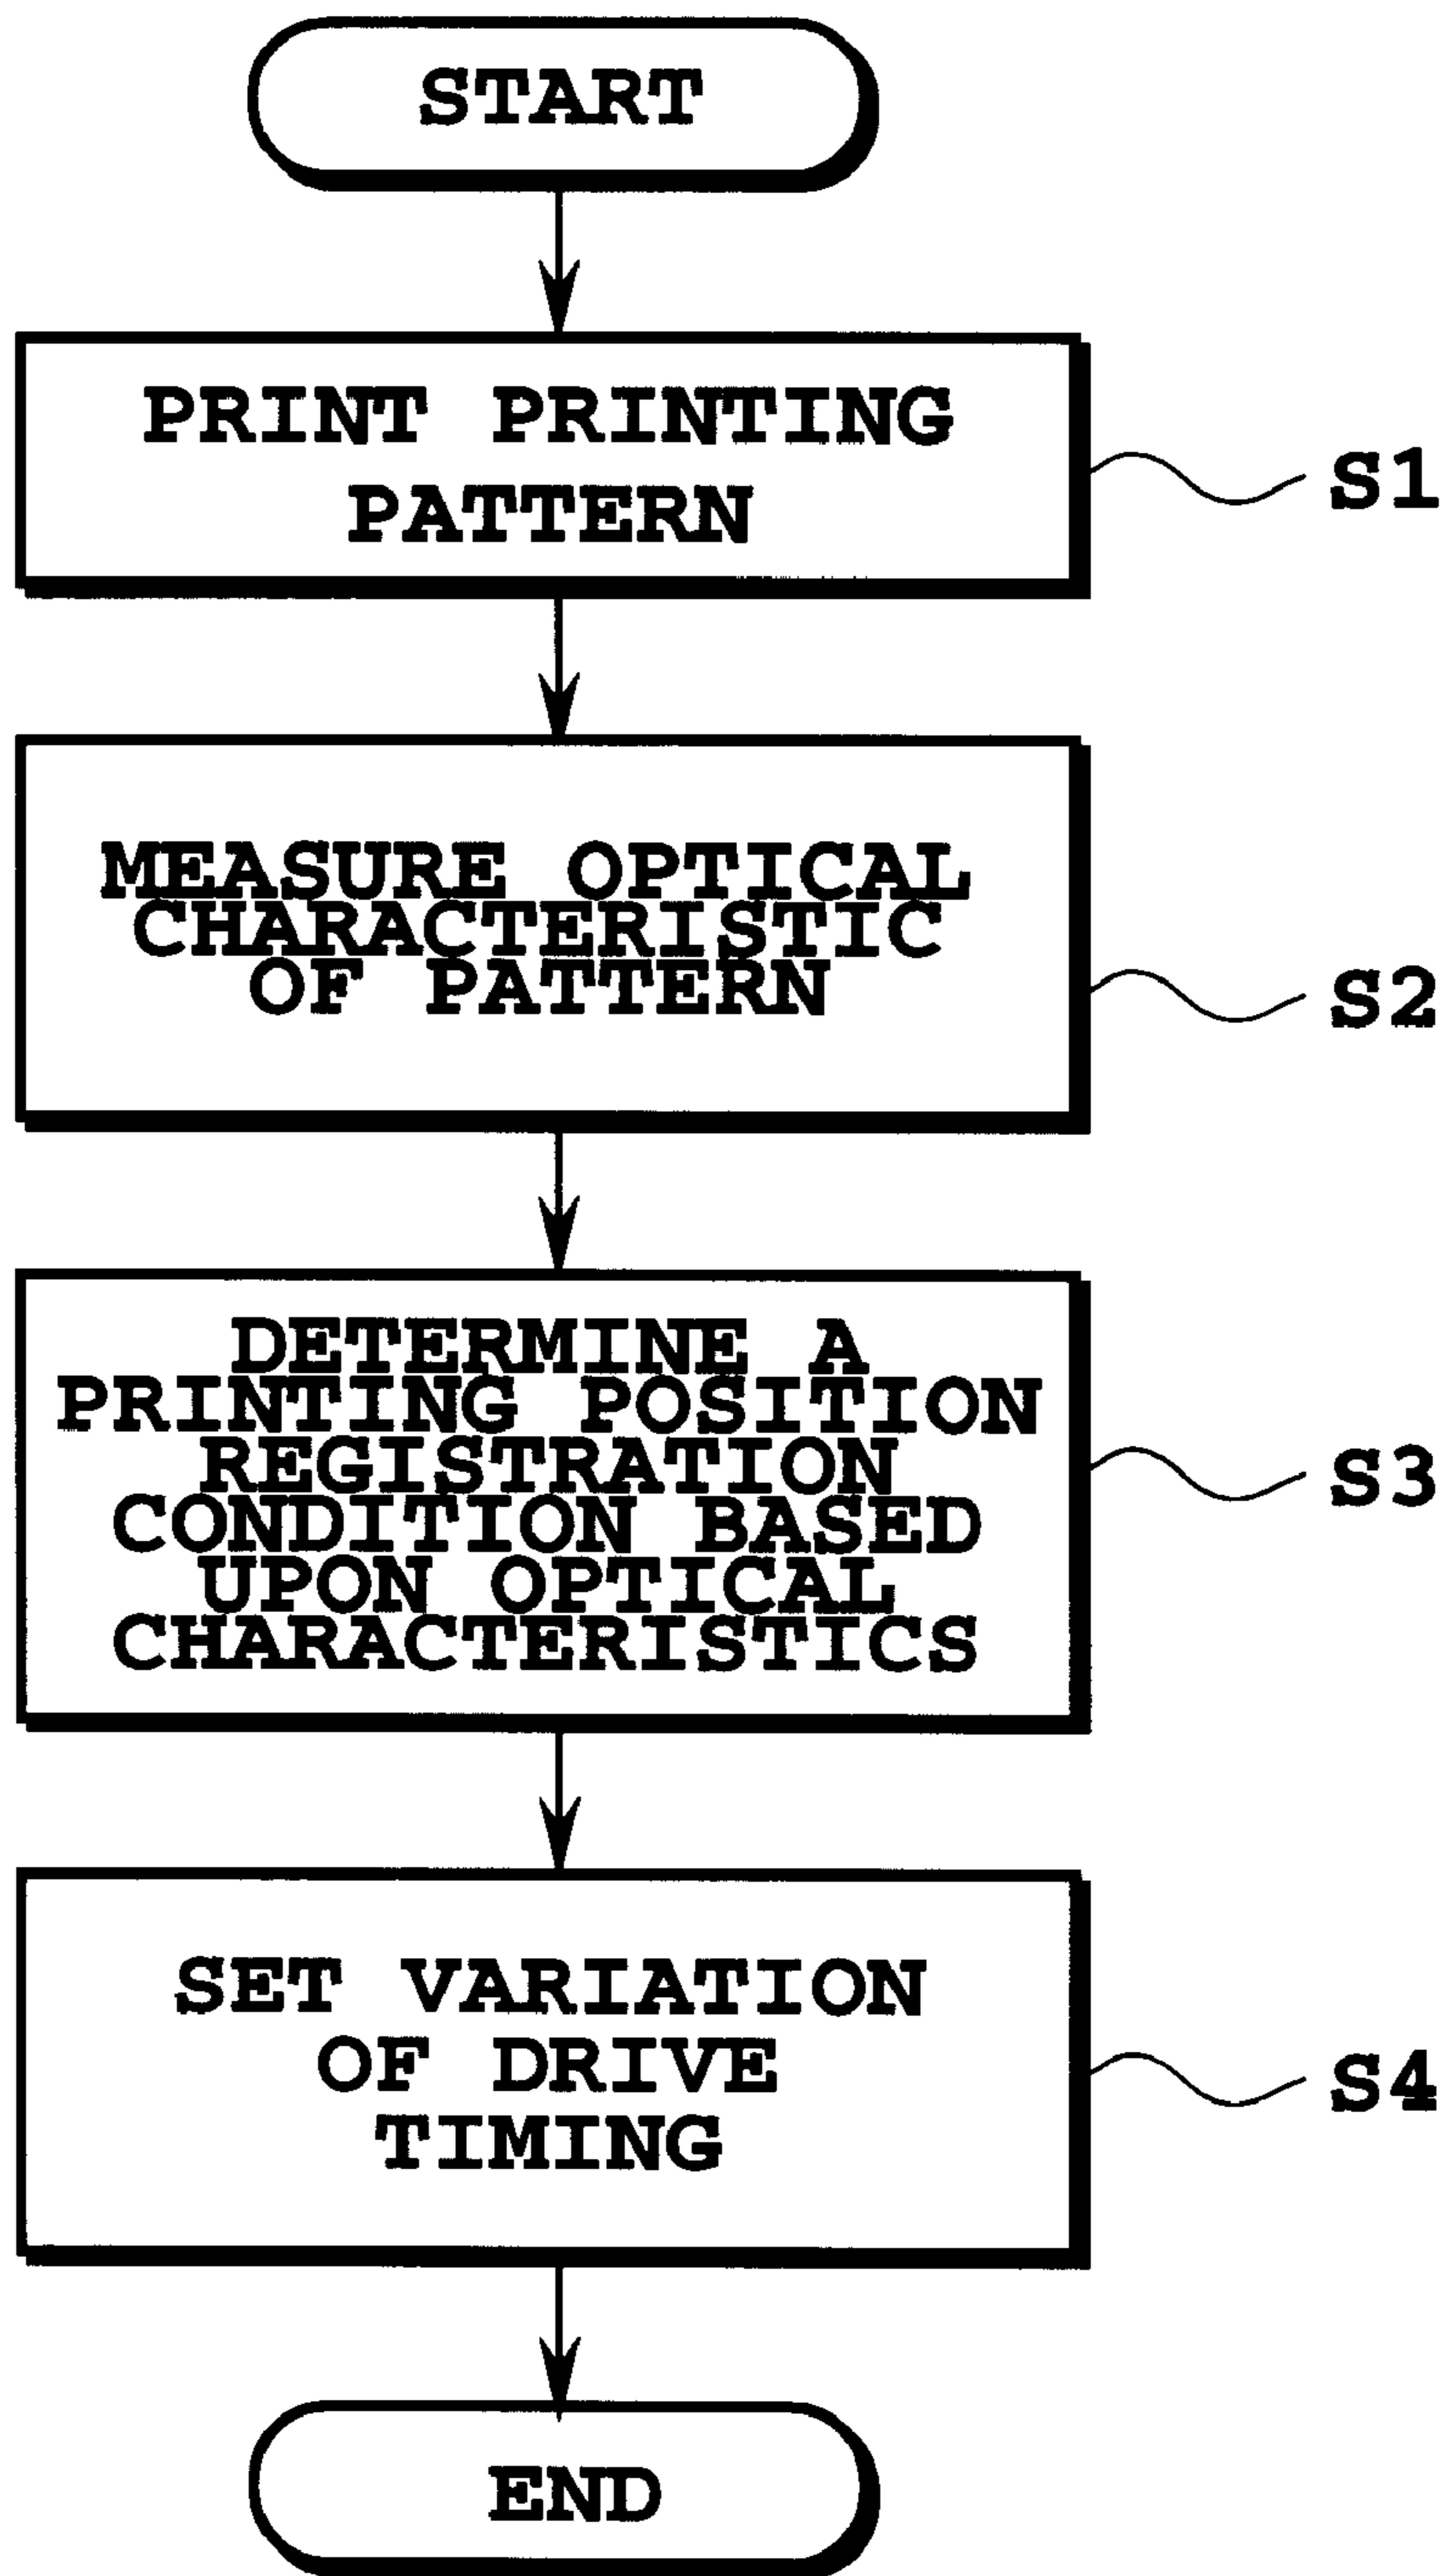 START
PRINT PRINTING
PATTERN
S1
MEASURE OPTICAL
CHARACTERISTIC
OF PATTERN
S2
DETERMINE A
PRINTING POSITION
REGISTRATION
CONDITION BASED
UPON OPTICAL
CHARACTERISTICS
S3
SET VARIATION
OF DRIVE
TIMING
S4
END